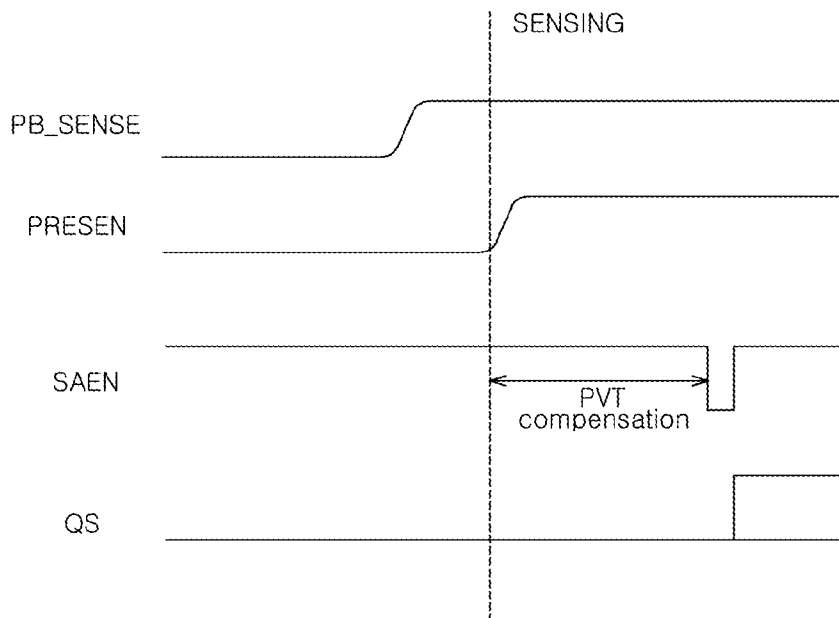 SENSING
PB_SENSE
PRESEN
SAEN
PVT
compensation
QS